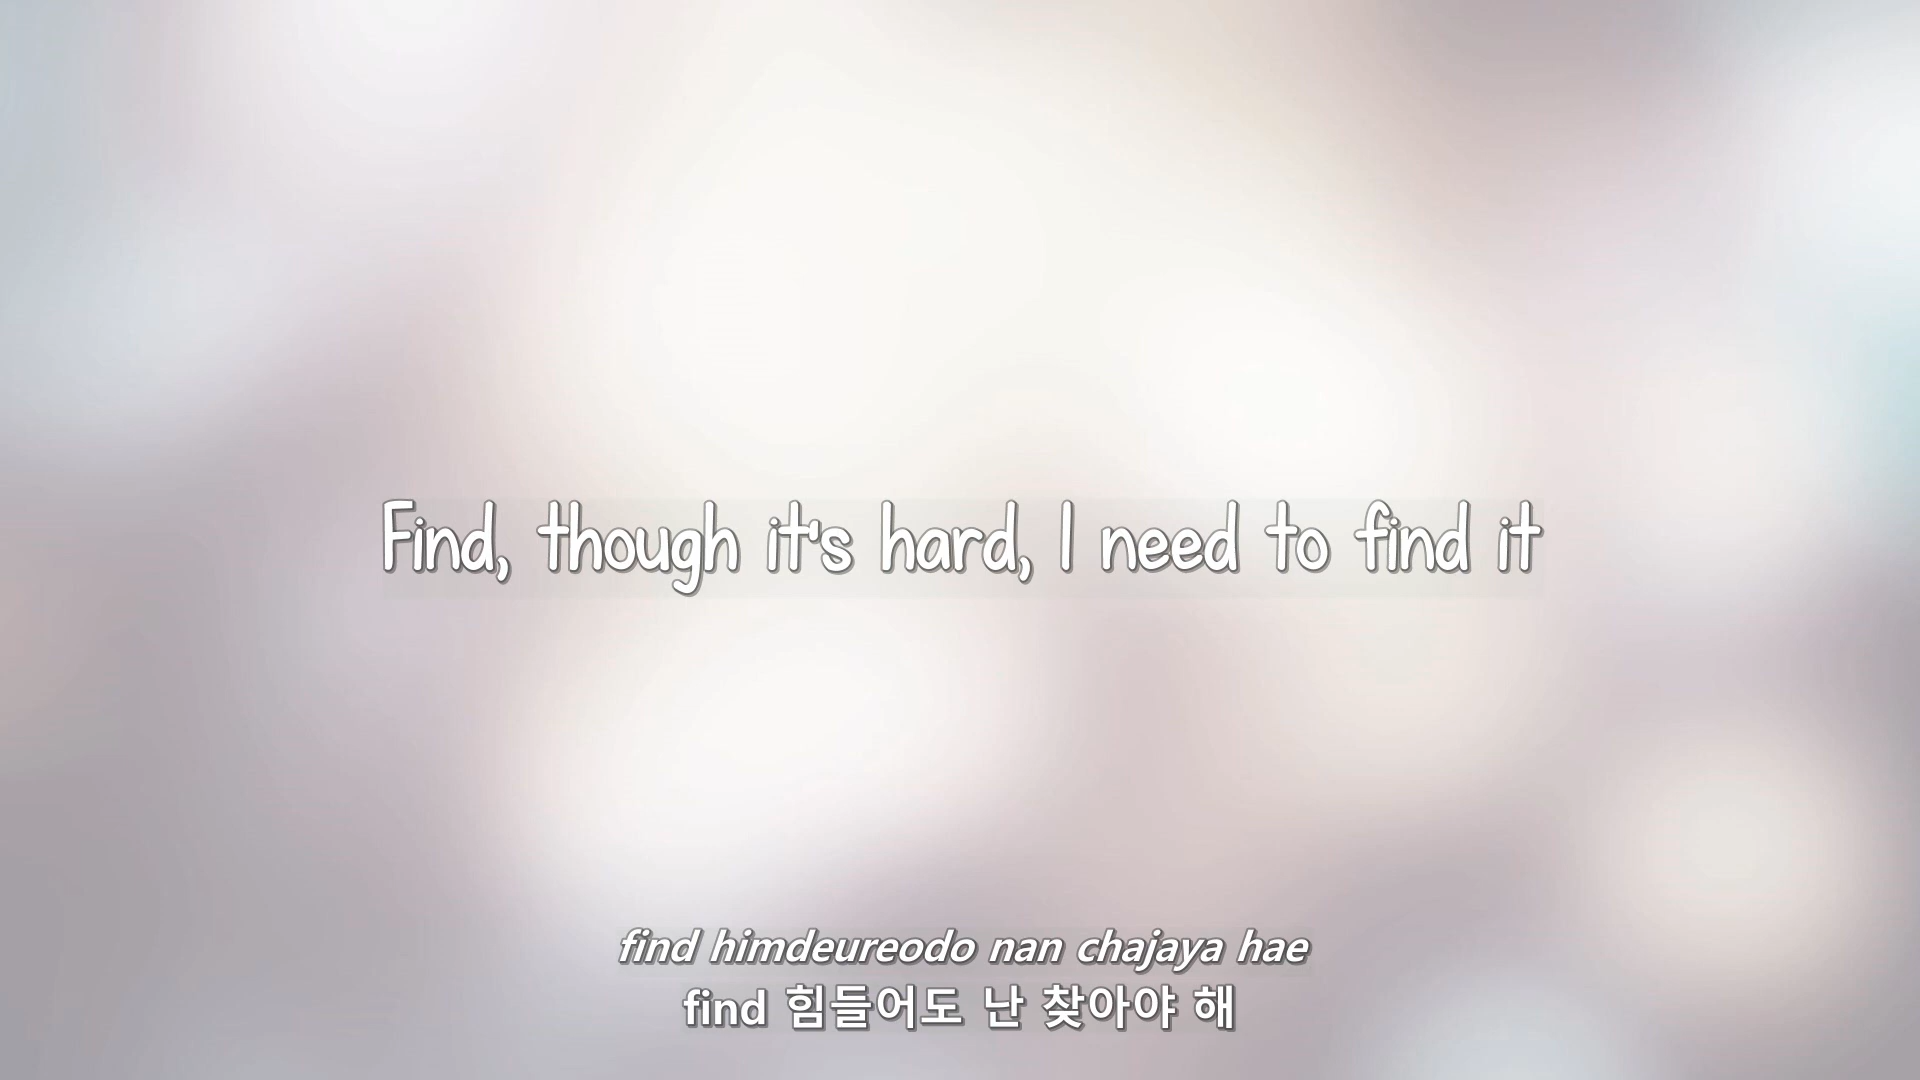 Find, though it's hard, I need to find it
find himdeureodo nan chajaya hae
find 힘들어도 난 찾아야 해